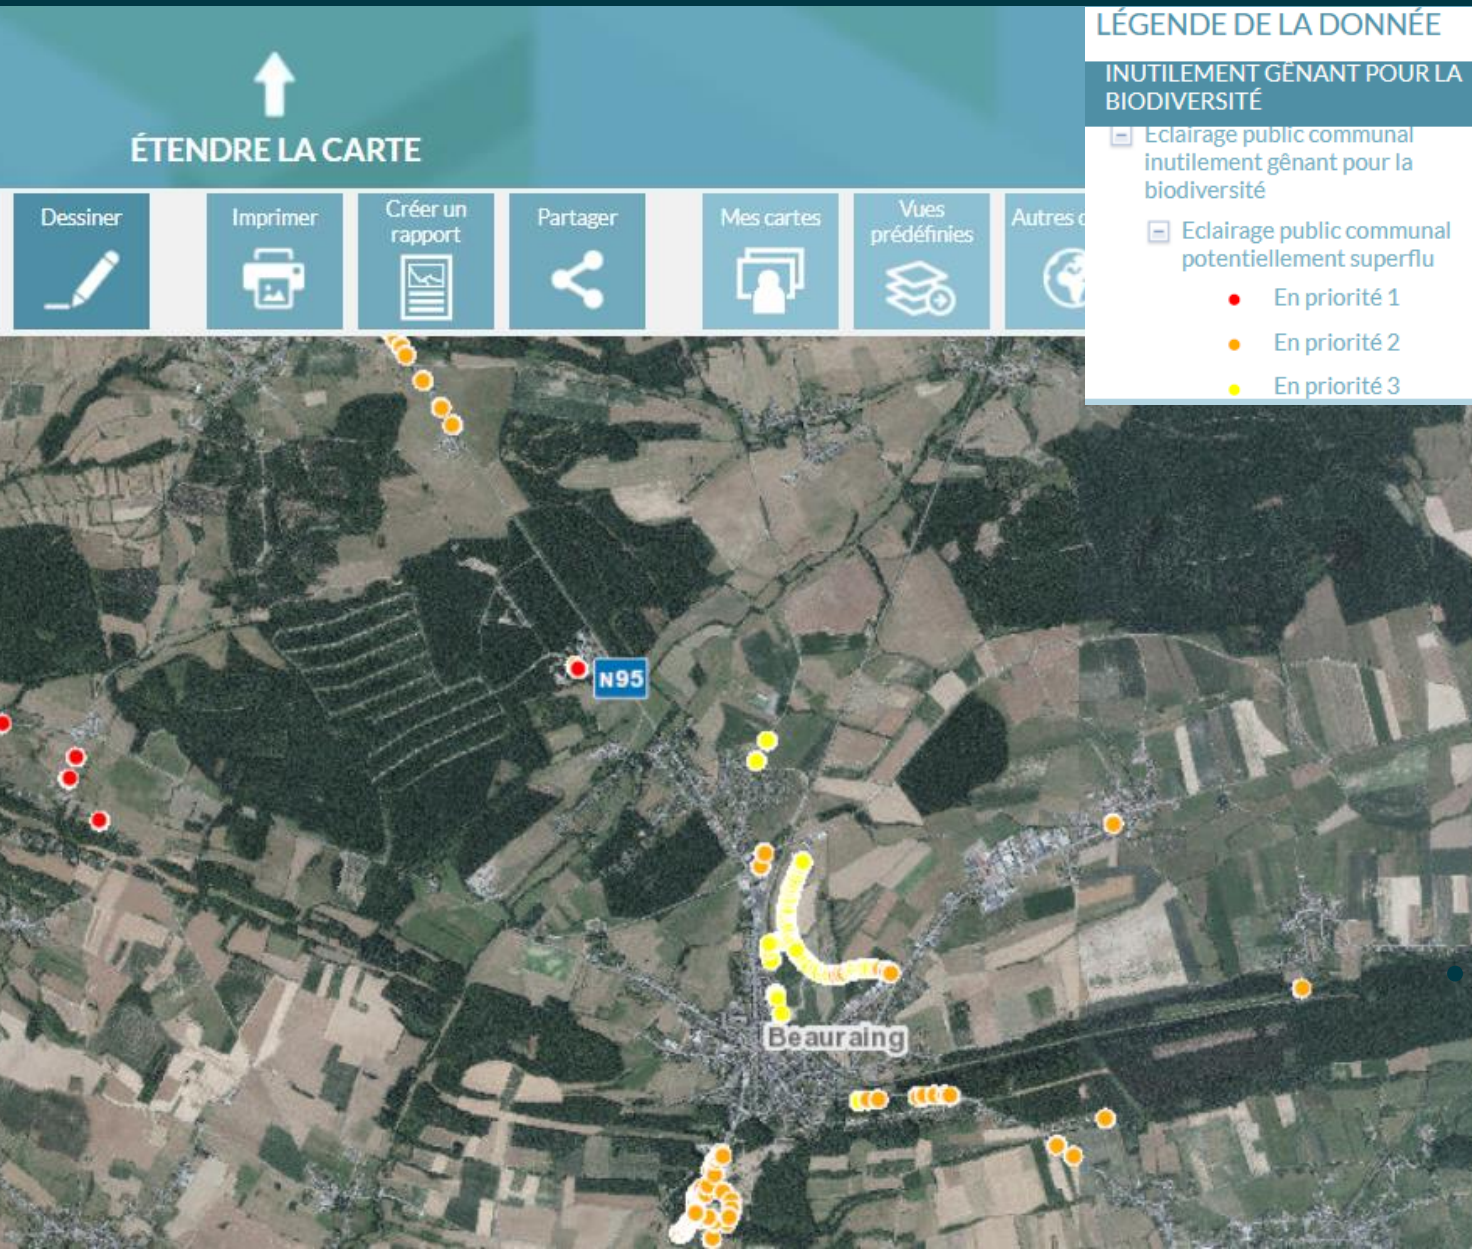 LÉGENDE DE LA DONNÉE
INUTILEMENT GÊNANT POUR LA
BIODIVERSITÉ
Eclairage public communal
inutilement gênant pour la
biodiversité
Eclairage public communal
potentiellement superflu
En priorité 1
En priorité 2
En priorité 3
ÉTENDRE LA CARTE
Dessiner
Imprimer
Créer un
rapport
Partager
Mes cartes
Vues
prédéfinies
Autres
N95
Beauraing